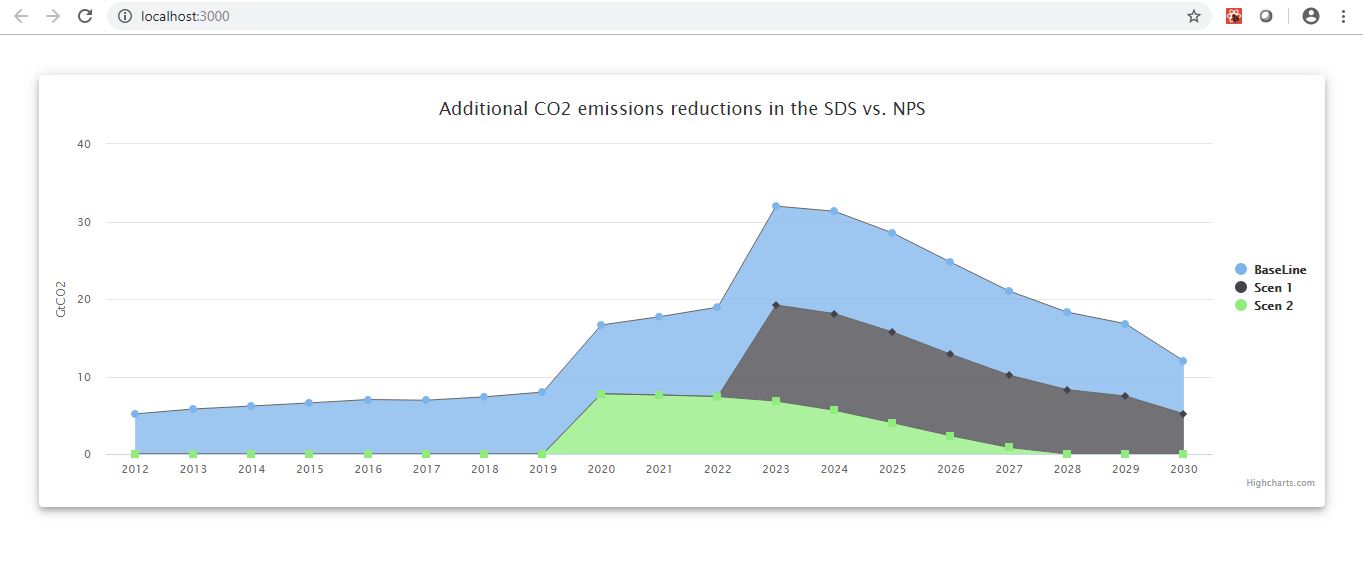 localhost:3000
Additional CO2 emissions reductions in the SDS vs. NPS
40
30
20
10
0
GtCO2
2012 2013 2014 2015 2016 2017 2018 2019 2020 2021 2022 2023 2024 2025 2026 2027 2028 2029 2030
BaseLine
Scen 1
Scen 2
Highcharts.com